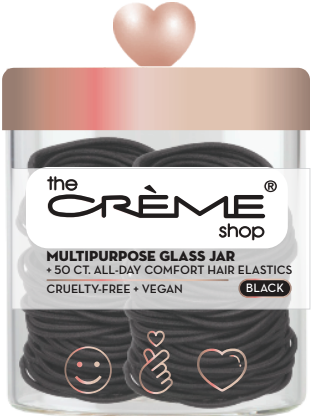 the
CRÈME®
shop
MULTIPURPOSE GLASS JAR
+ 50 CT. ALL-DAY COMFORT HAIR ELASTICS
CRUELTY-FREE + VEGAN BLACK